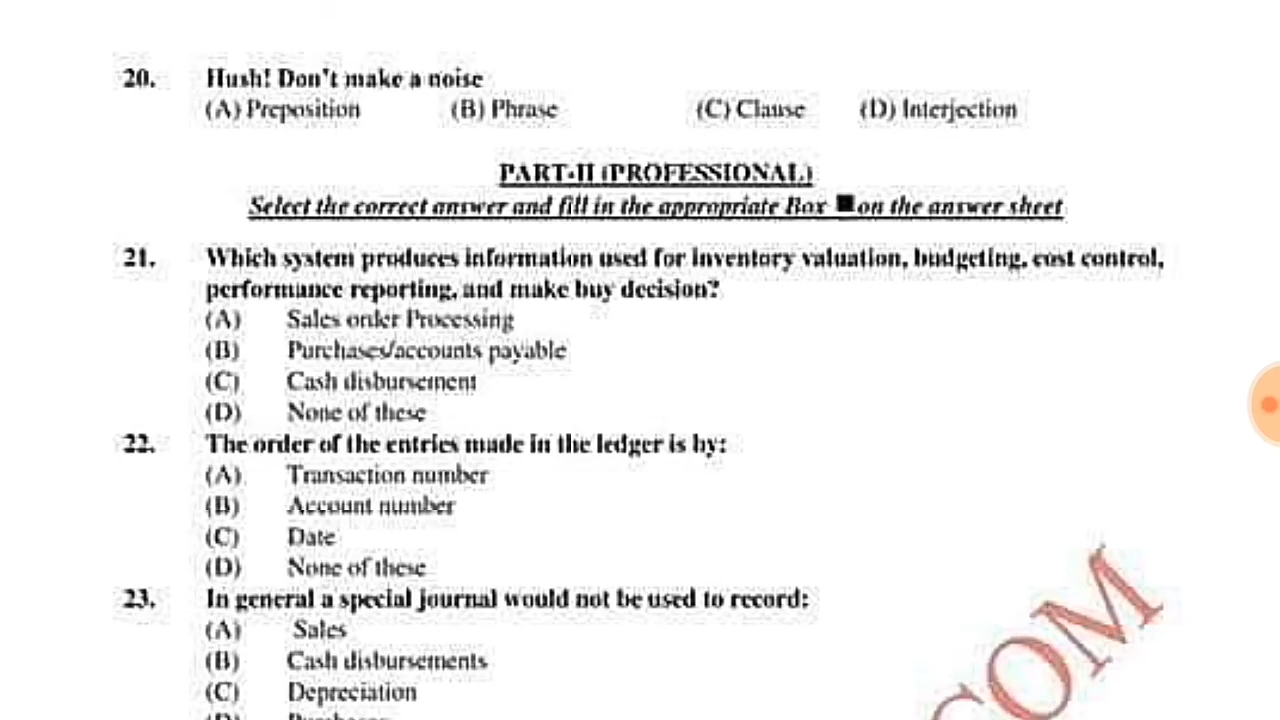 20. Hush! Don't make a noise
(A) Preposition (B) Phrase (C) Clause (D) Interjection
PART-II (PROFESSIONAL)
Select the correct answer and fill in the appropriate Box ■ on the answer sheet
21. Which system produces information used for inventory valuation, budgeting, cost control,
performance reporting, and make buy decision?
(A) Sales order Processing
(B) Purchases/accounts payable
(C) Cash disbursement
(D) None of these
22. The order of the entries made in the ledger is by:
(A) Transaction number
(B) Account number
(C) Date
(D) None of these
23. In general a special journal would not be used to record:
(A) Sales
(B) Cash disbursements
(C) Depreciation
(D) Purchases
COM